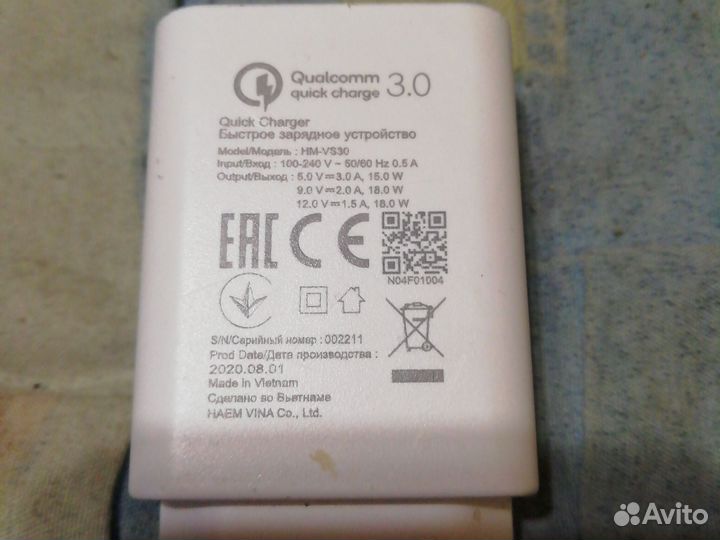 Qualcomm
quick charge 3.0
Quick Charger
Быстрое зарядное устройство
Model/Модель : HM-VS30
Input/Вход : 100-240 V ~ 50/60 Hz 0.5 A
Output/Выход : 5.0 V⎓3.0 A, 15.0 W
9.0 V⎓2.0 A, 18.0 W
12.0 V⎓1.5 A, 18.0 W
EAC CE
N04F01004
S/N/Серийный номер : 002211
Prod Date/Дата производства :
2020.08.01
Made in Vietnam
Сделано во Вьетнаме
HAEM VINA Co., Ltd.
Avito